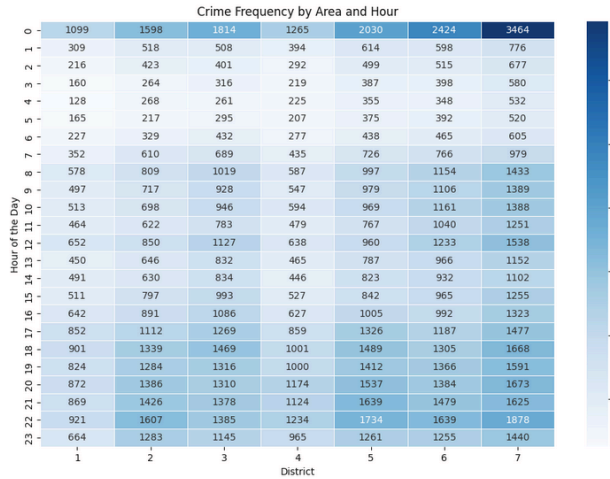 Crime Frequency by Area and Hour
0 1099 1598 1814 1265 2030 2424 3464
1 309 518 508 394 614 598 776
2 216 423 401 292 499 515 677
3 160 264 316 219 387 398 580
4 128 268 261 225 355 348 532
5 165 217 295 207 375 392 520
6 227 329 432 277 438 465 605
7 352 610 689 435 726 766 979
8 578 809 1019 587 997 1154 1433
9 497 717 928 547 979 1106 1389
10 513 698 946 594 969 1161 1388
11 464 622 783 479 767 1040 1251
12 652 850 1127 638 960 1233 1538
13 450 646 832 465 787 966 1152
14 491 630 834 446 823 932 1102
15 511 797 993 527 842 965 1255
16 642 891 1086 627 1005 992 1323
17 852 1112 1269 859 1326 1187 1477
18 901 1339 1469 1001 1489 1305 1668
19 824 1284 1316 1000 1412 1366 1591
20 872 1386 1310 1174 1537 1384 1673
21 869 1426 1378 1124 1639 1479 1625
22 921 1607 1385 1234 1734 1639 1878
23 664 1283 1145 965 1261 1255 1440
1 2 3 4 5 6 7
District
Hour of the Day